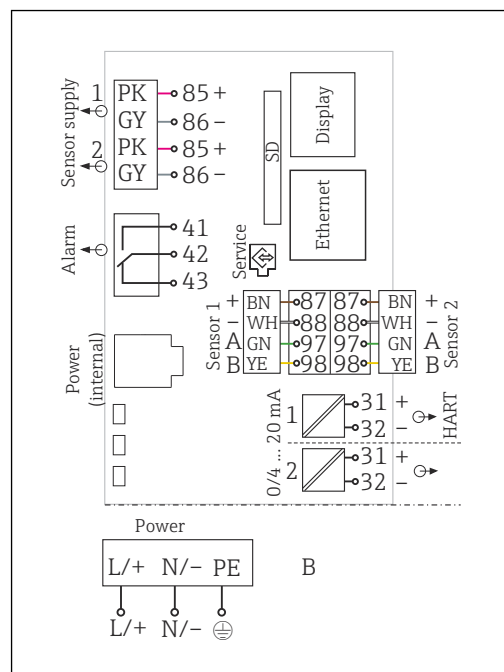 Sensor supply
1 PK 85+
GY 86-
2 PK 85+
GY 86-
Display
SD
Ethernet
Alarm
41
42
43
Service
Power
(internal)
Sensor 1
+ BN 87 87 BN +
- WH 88 88 WH -
A GN 97 97 GN A
B YE 98 98 YE B
Sensor 2
0/4 ... 20 mA
1 31 +
32 -
HART
2 31 +
32 -
Power
L/+ N/- PE
B
L/+ N/-